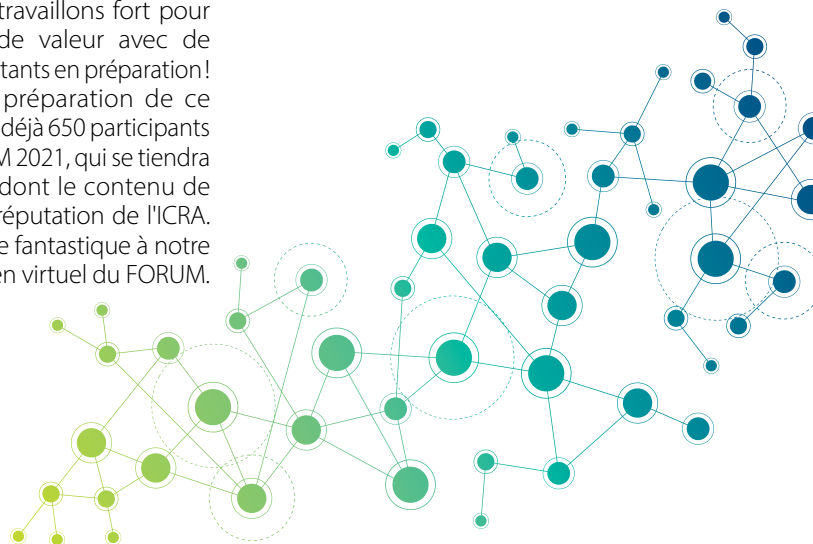 travaillons fort pour
de valeur avec de
tants en préparation!
préparation de ce
déjà 650 participants
M 2021, qui se tiendra
dont le contenu de
réputation de l'ICRA.
e fantastique à notre
en virtuel du FORUM.